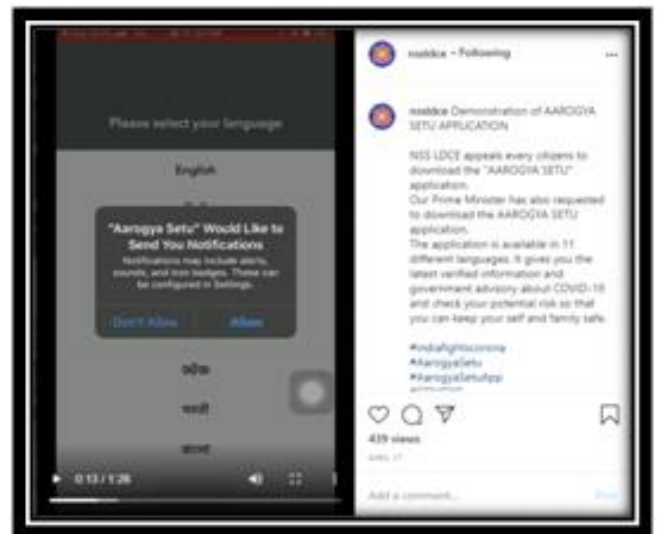 Please select your language
English
"Aarogya Setu" Would Like to
Send You Notifications
Notifications may include alerts,
sounds, and icon badges. These can
be configured in Settings.
Don't Allow Allow
मराठी
বাংলা
0:13 / 1:28
nssldce • Following
nssldce Demonstration of AAROGYA
SETU APPLICATION
NSS LDCE appeals every citizens to
download the "AAROGYA SETU"
application.
Our Prime Minister has also requested
to download the AAROGYA SETU
application.
The application is available in 11
different languages. It gives you the
latest verified information and
government advisory about COVID-19
and check your potential risk so that
you can keep your self and family safe.
#indiafightscorona
#AarogyaSetu
#AarogyaSetuApp
439 views
APRIL 17
Add a comment...
Post